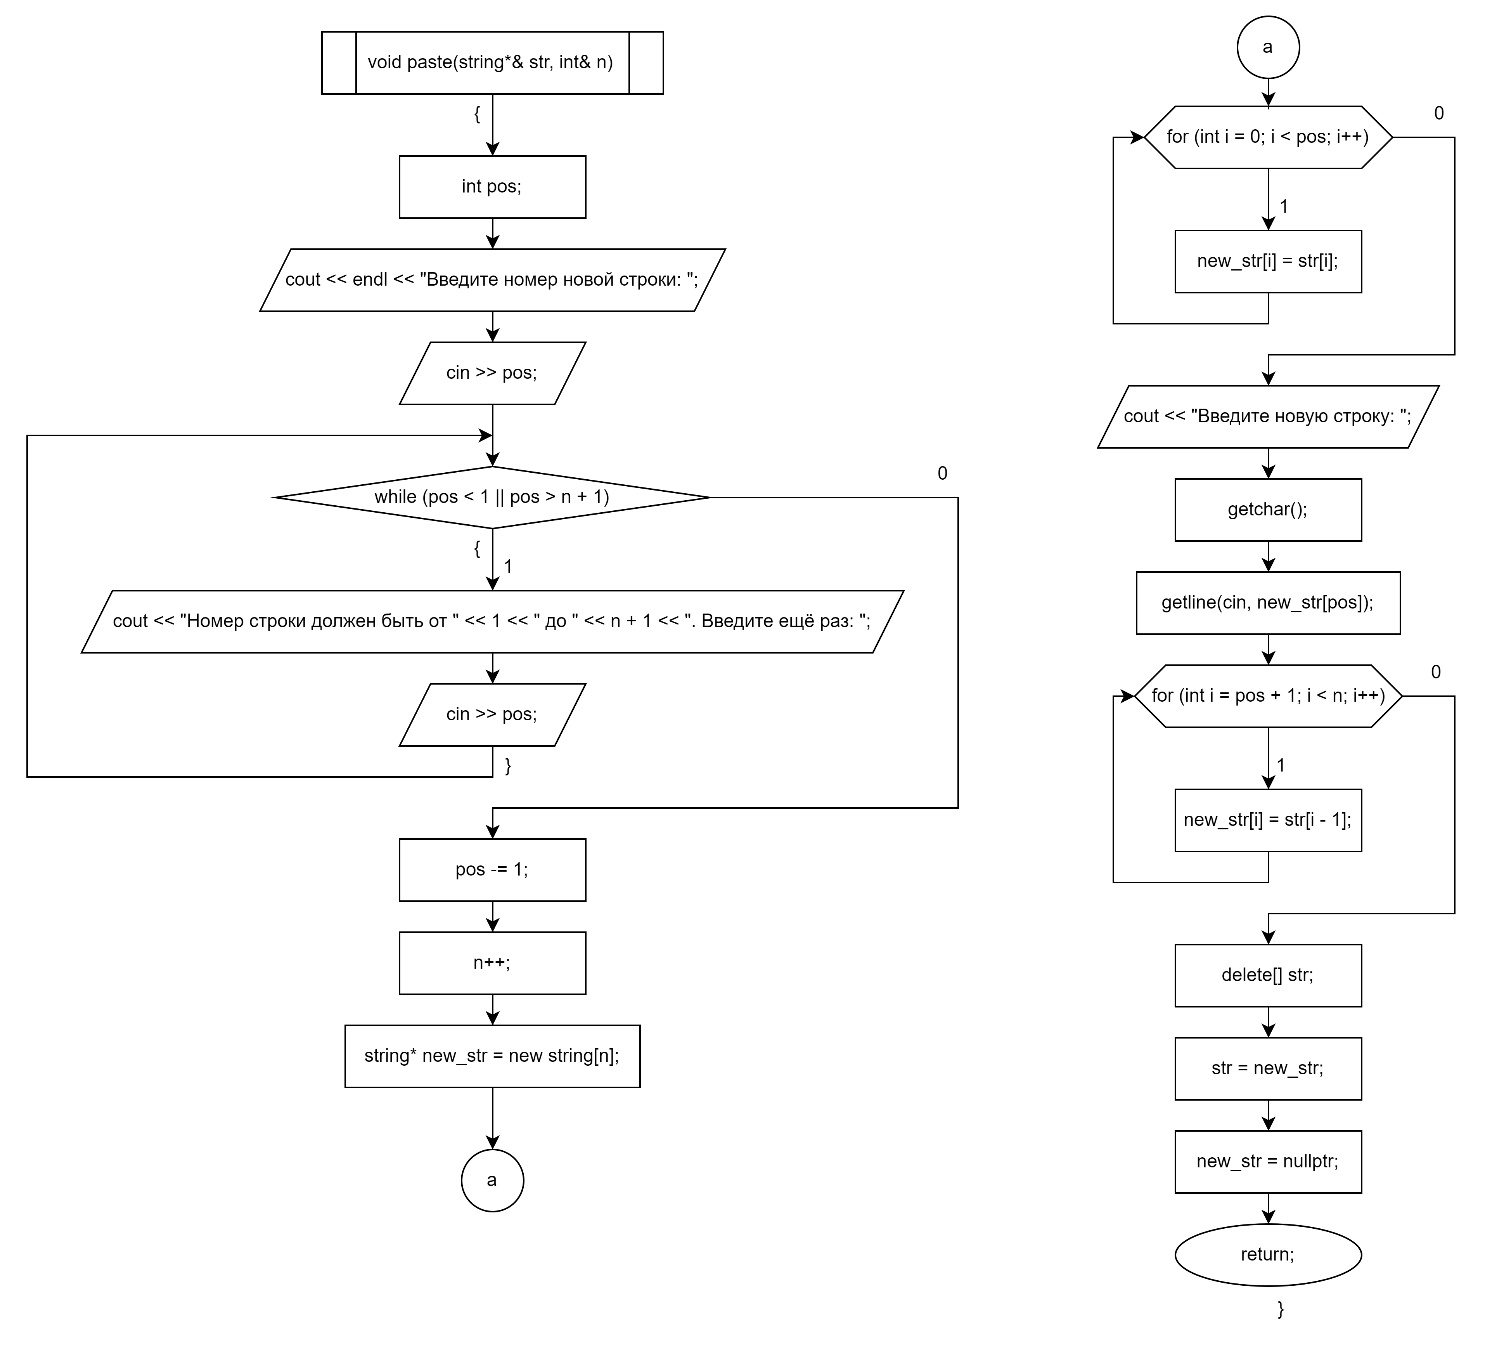 void paste(string*& str, int& n)
{
int pos;
cout << endl << "Введите номер новой строки: ";
cin >> pos;
while (pos < 1 || pos > n + 1)
0
{
1
cout << "Номер строки должен быть от " << 1 << " до " << n + 1 << ". Введите ещё раз: ";
cin >> pos;
}
pos -= 1;
n++;
string* new_str = new string[n];
a
a
for (int i = 0; i < pos; i++)
0
1
new_str[i] = str[i];
cout << "Введите новую строку: ";
getchar();
getline(cin, new_str[pos]);
for (int i = pos + 1; i < n; i++)
0
1
new_str[i] = str[i - 1];
delete[] str;
str = new_str;
new_str = nullptr;
return;
}